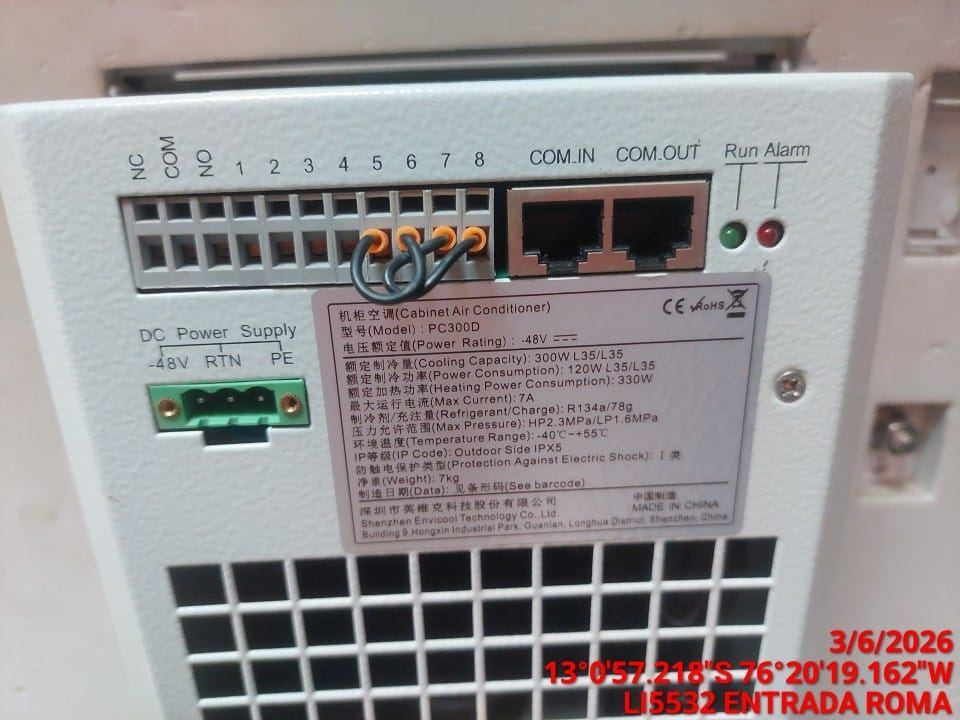 NC COM NO 1 2 3 4 5 6 7 8 COM.IN COM.OUT Run Alarm
DC Power Supply
-48V RTN PE
机柜空调(Cabinet Air Conditioner)
CE RoHS
型号(Model) : PC300D
电压额定值(Power Rating) : -48V
额定制冷量(Cooling Capacity): 300W L35/L35
额定制冷功率(Power Consumption): 120W L35/L35
额定加热功率(Heating Power Consumption): 330W
最大运行电流(Max Current): 7A
制冷剂/充注量(Refrigerant/Charge): R134a/78g
压力允许范围(Max Pressure): HP2.3MPa/LP1.6MPa
环境温度(Temperature Range): -40℃~+55℃
IP等级(IP Code): Outdoor Side IPX5
防触电保护类型(Protection Against Electric Shock): I 类
净重(Weight): 7kg
制造日期(Data): 见条形码(See barcode)
深圳市英维克科技股份有限公司
中国制造
MADE IN CHINA
Shenzhen Envicool Technology Co.,Ltd.
Building 9,Hongxin Industrial Park, Guanlan, Longhua District, Shenzhen, China
3/6/2026
13°0'57.218"S 76°20'19.162"W
LI5532 ENTRADA ROMA